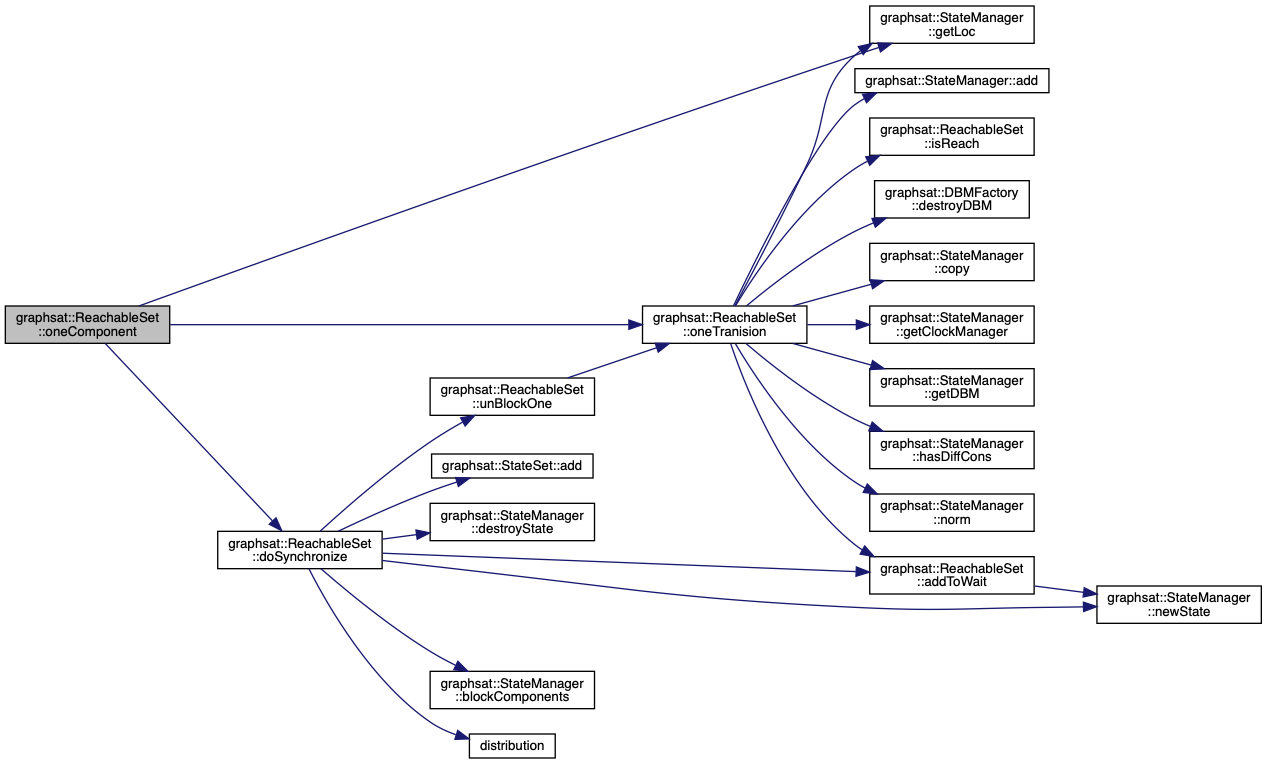 graphsat::StateManager
::getLoc
graphsat::StateManager::add
graphsat::ReachableSet
::isReach
graphsat::DBMFactory
::destroyDBM
graphsat::StateManager
::copy
graphsat::ReachableSet
::oneComponent
graphsat::ReachableSet
::oneTranision
graphsat::StateManager
::getClockManager
graphsat::StateManager
::getDBM
graphsat::ReachableSet
::unBlockOne
graphsat::StateManager
::hasDiffCons
graphsat::StateSet::add
graphsat::StateManager
::norm
graphsat::StateManager
::destroyState
graphsat::ReachableSet
::doSynchronize
graphsat::ReachableSet
::addToWait
graphsat::StateManager
::newState
graphsat::StateManager
::blockComponents
distribution